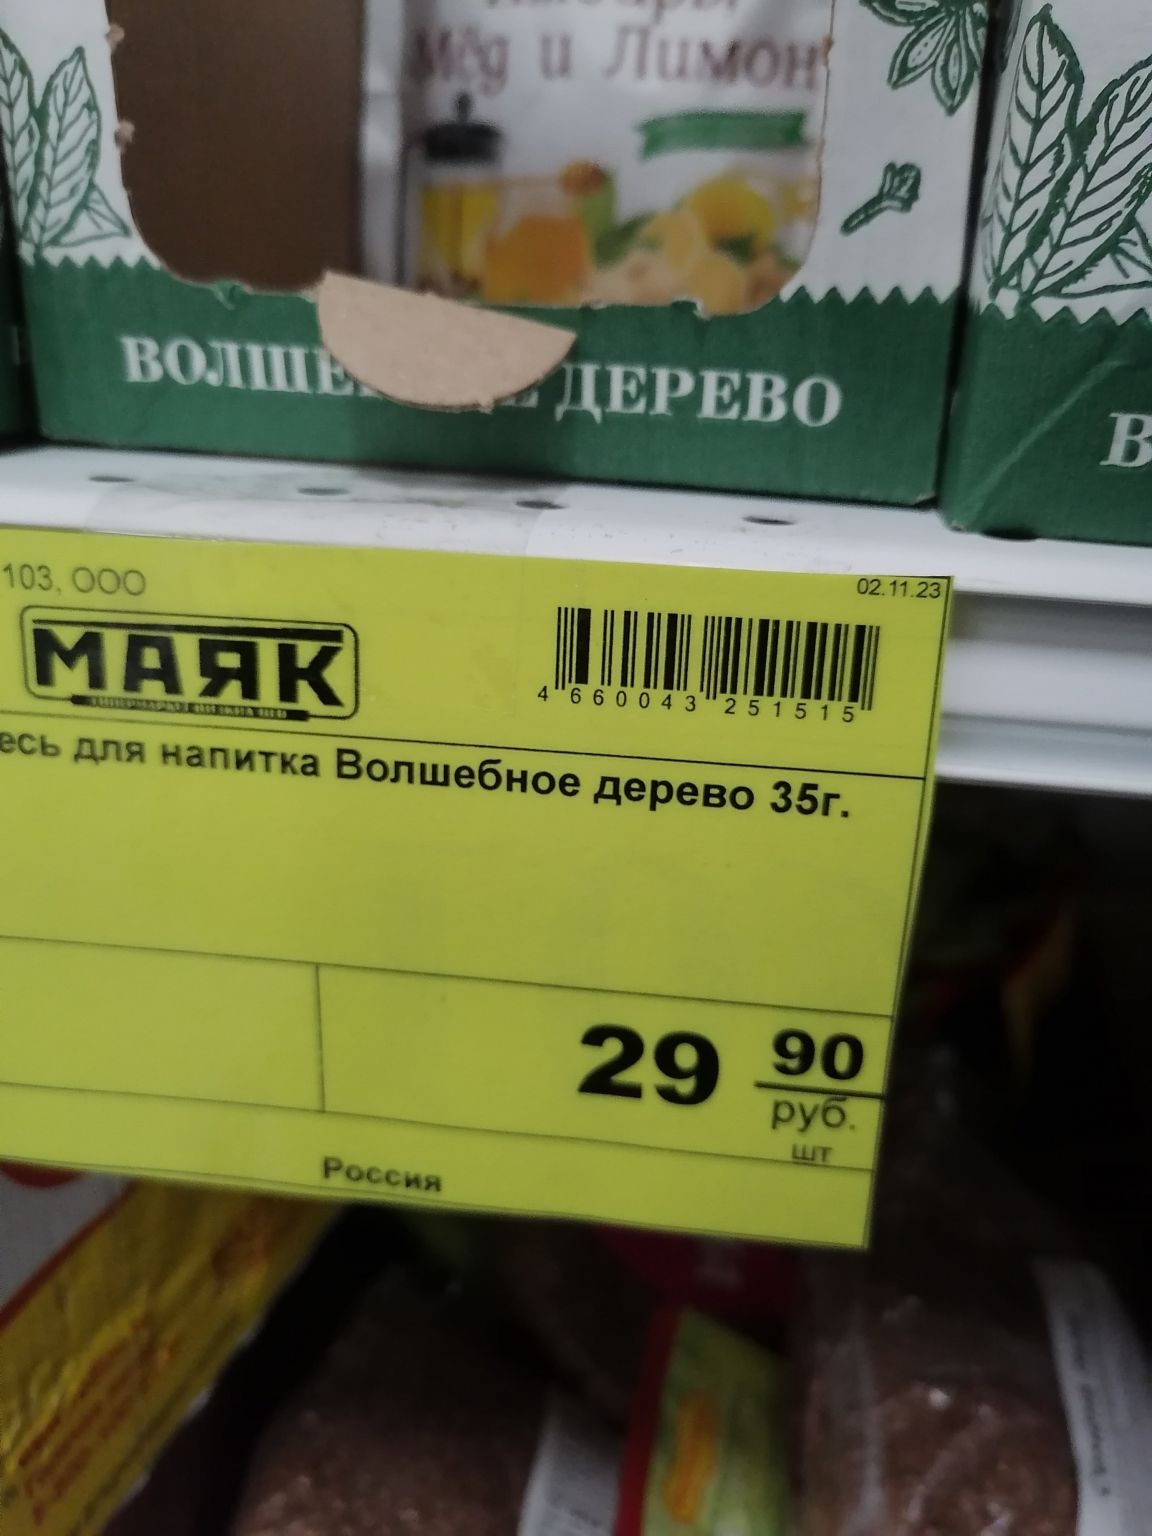 Мёд и Лимон
ВОЛШЕ Е ДЕРЕВО
В
103, ООО
02.11.23
МАЯК
4 660043 251515
есь для напитка Волшебное дерево 35г.
29 90
руб.
шт
Россия